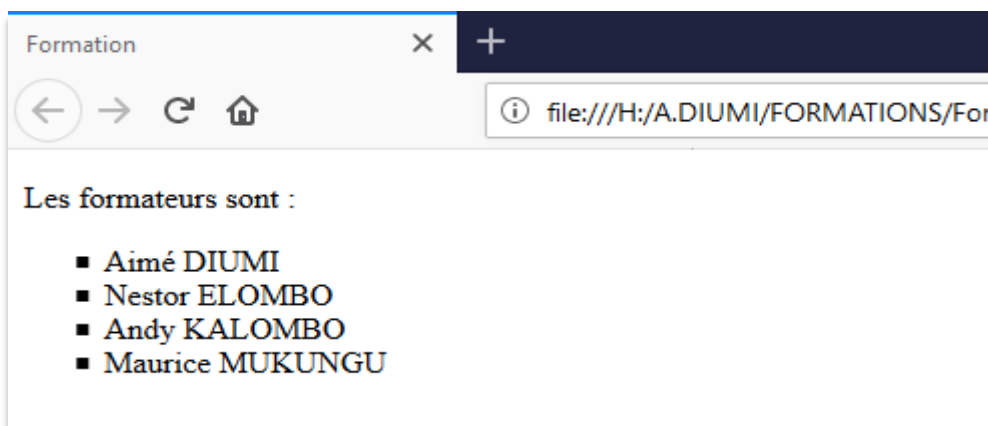 Formation
file:///H:/A.DIUMI/FORMATIONS/For
Les formateurs sont :
Aimé DIUMI
Nestor ELOMBO
Andy KALOMBO
Maurice MUKUNGU